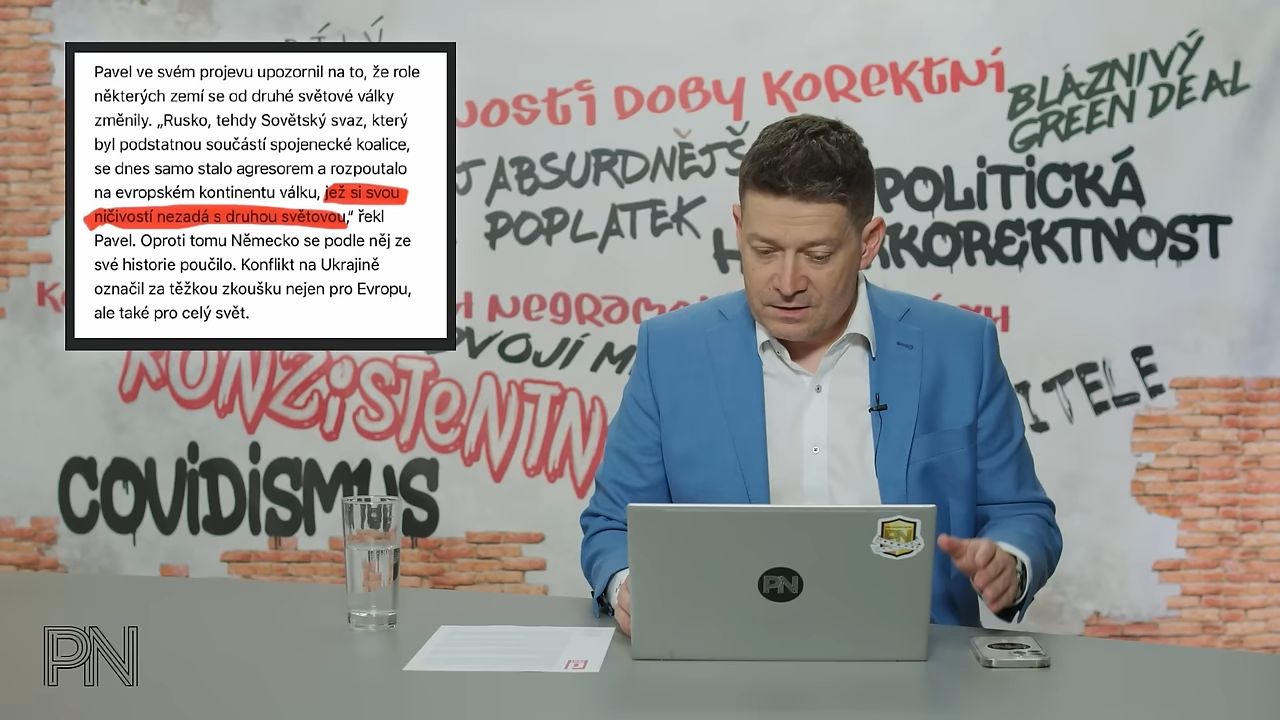 Pavel ve svém projevu upozornil na to, že role
některých zemí se od druhé světové války
změnily. „Rusko, tehdy Sovětský svaz, který
byl podstatnou součástí spojenecké koalice,
se dnes samo stalo agresorem a rozpoutalo
na evropském kontinentu válku, jež si svou
ničivostí nezadá s druhou světovou,“ řekl
Pavel. Oproti tomu Německo se podle něj ze
své historie poučilo. Konflikt na Ukrajině
označil za těžkou zkoušku nejen pro Evropu,
ale také pro celý svět.
DOBY KOREKTNÍ
BLÁZNIVÝ
GREEN DEAL
POPLATEK
POLITICKÁ
KOREKTNOST
KONZISTENTN
COVIDISMUS
PN
PN